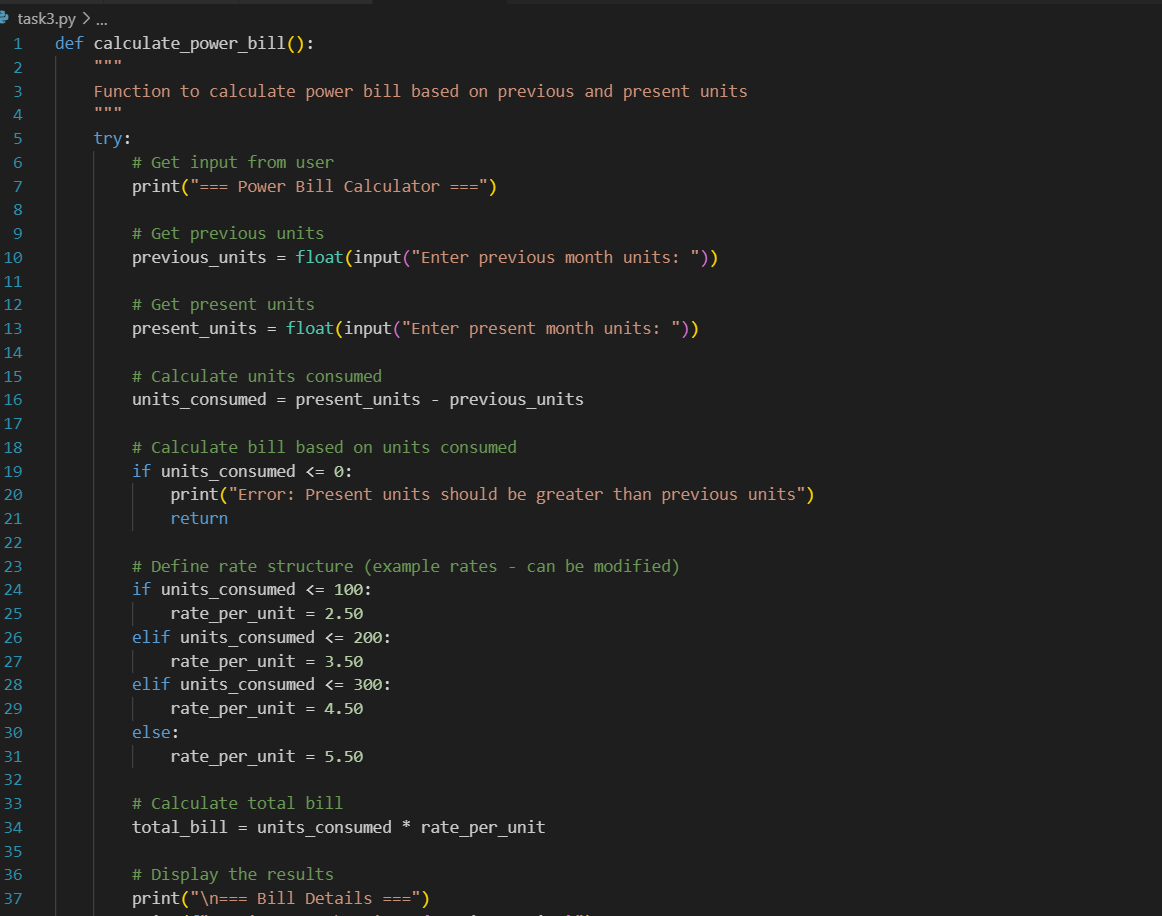 task3.py > ...
1 def calculate_power_bill():
2     """
3     Function to calculate power bill based on previous and present units
4     """
5     try:
6         # Get input from user
7         print("=== Power Bill Calculator ===")
8
9         # Get previous units
10         previous_units = float(input("Enter previous month units: "))
11
12         # Get present units
13         present_units = float(input("Enter present month units: "))
14
15         # Calculate units consumed
16         units_consumed = present_units - previous_units
17
18         # Calculate bill based on units consumed
19         if units_consumed <= 0:
20             print("Error: Present units should be greater than previous units")
21             return
22
23         # Define rate structure (example rates - can be modified)
24         if units_consumed <= 100:
25             rate_per_unit = 2.50
26         elif units_consumed <= 200:
27             rate_per_unit = 3.50
28         elif units_consumed <= 300:
29             rate_per_unit = 4.50
30         else:
31             rate_per_unit = 5.50
32
33         # Calculate total bill
34         total_bill = units_consumed * rate_per_unit
35
36         # Display the results
37         print("\n=== Bill Details ===")